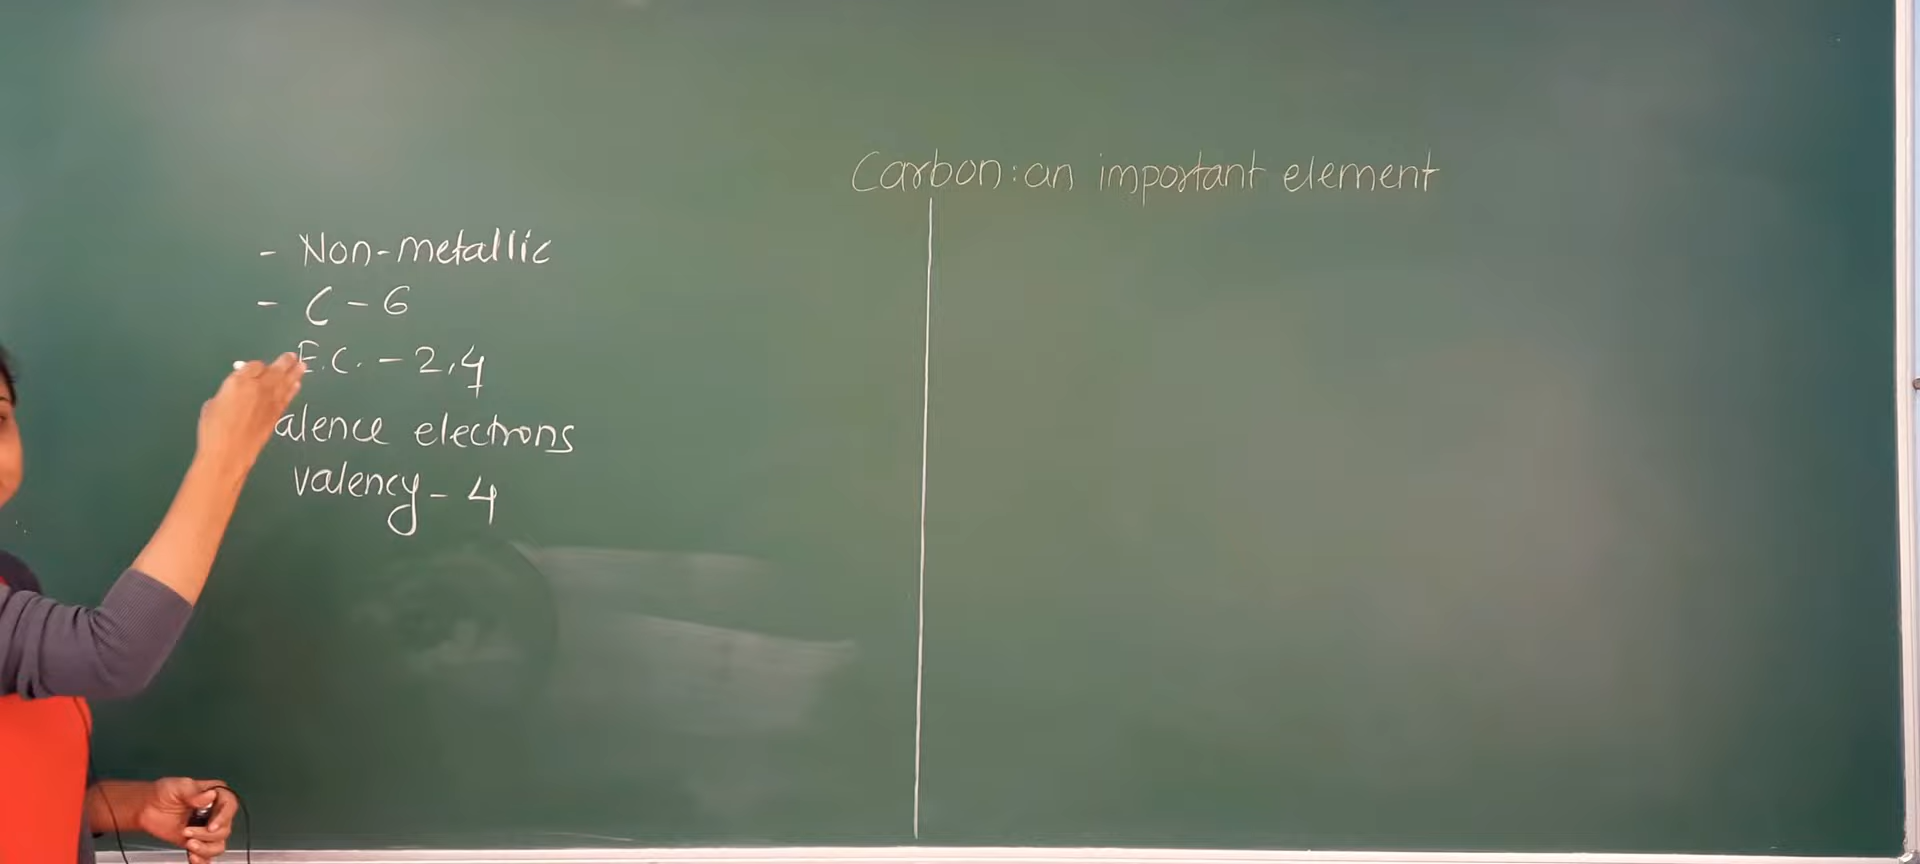 Carbon: an important element
- Non-metallic
- C - 6
E.C. - 2,4
alence electrons
valency - 4